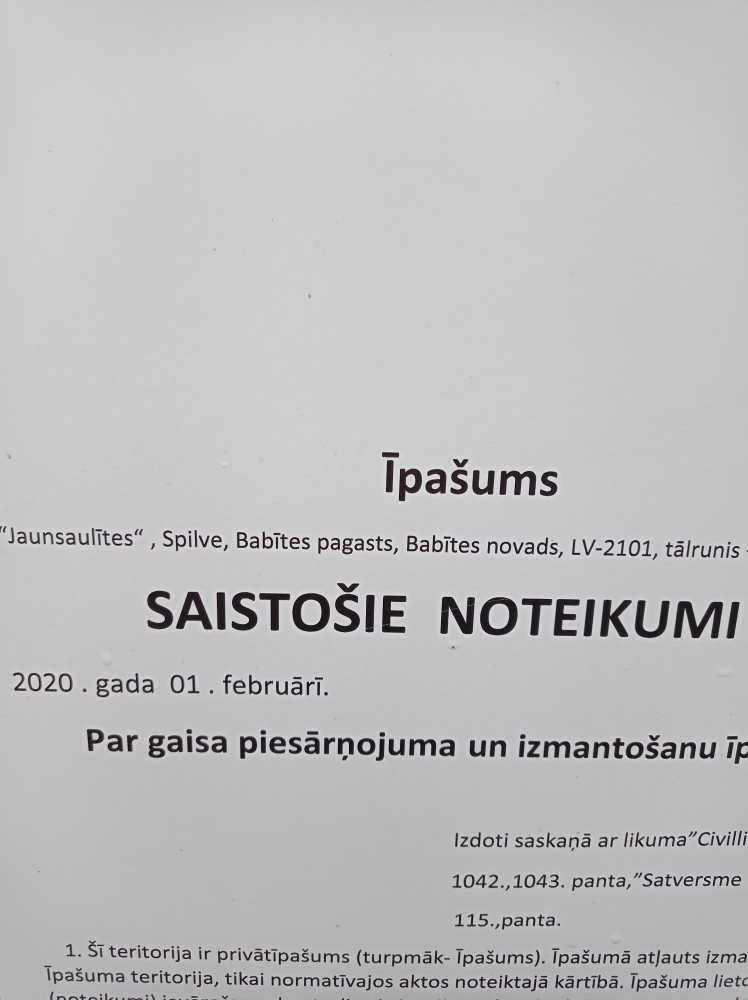 Īpašums
“Jaunsaulītes“ , Spilve, Babītes pagasts, Babītes novads, LV-2101, tālrunis
SAISTOŠIE NOTEIKUMI
2020 . gada 01 . februārī.
Par gaisa piesārņojuma un izmantošanu īp
Izdoti saskaņā ar likuma”Civilli
1042.,1043. panta,”Satversme
115.,panta.
1. Šī teritorija ir privātīpašums (turpmāk- Īpašums). Īpašumā atļauts izma
Īpašuma teritorija, tikai normatīvajos aktos noteiktajā kārtībā. Īpašuma lieto
(noteikumi)